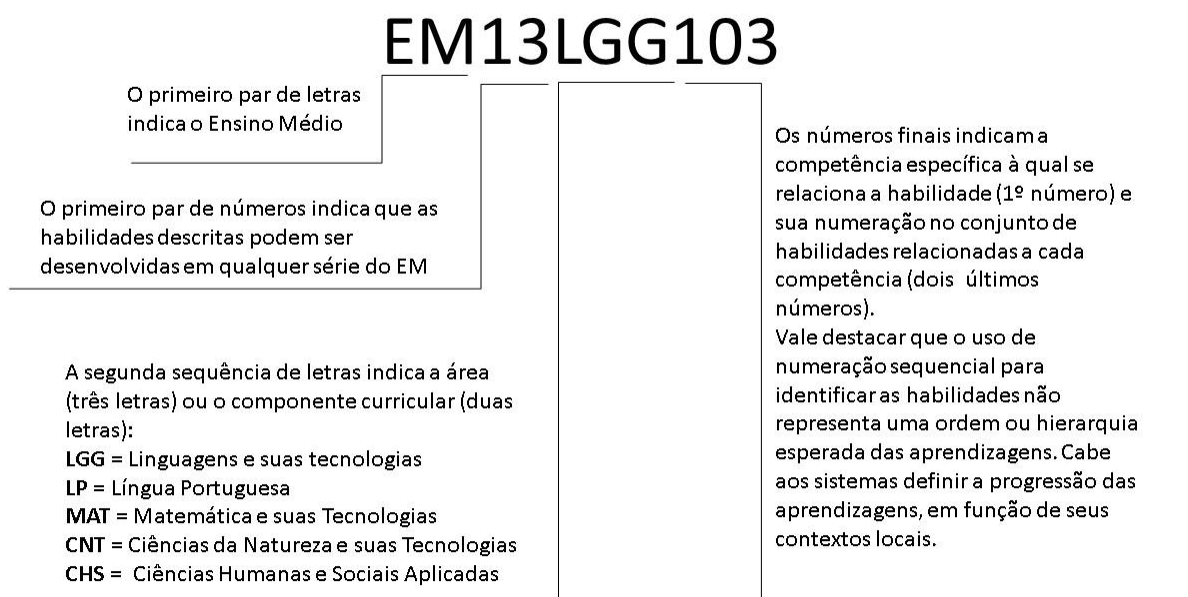 EM13LGG103
O primeiro par de letras
indica o Ensino Médio
O primeiro par de números indica que as
habilidades descritas podem ser
desenvolvidas em qualquer série do EM
A segunda sequência de letras indica a área
(três letras) ou o componente curricular (duas
letras):
LGG = Linguagens e suas tecnologias
LP = Língua Portuguesa
MAT = Matemática e suas Tecnologias
CNT = Ciências da Natureza e suas Tecnologias
CHS = Ciências Humanas e Sociais Aplicadas
Os números finais indicam a
competência específica à qual se
relaciona a habilidade (1º número) e
sua numeração no conjunto de
habilidades relacionadas a cada
competência (dois últimos
números).
Vale destacar que o uso de
numeração sequencial para
identificar as habilidades não
representa uma ordem ou hierarquia
esperada das aprendizagens. Cabe
aos sistemas definir a progressão das
aprendizagens, em função de seus
contextos locais.